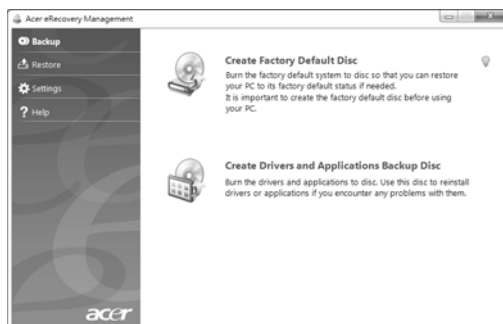 Acer eRecovery Management
Backup
Restore
Settings
Help
Create Factory Default Disc
Burn the factory default system to disc so that you can restore
your PC to its factory default status if needed.
It is important to create the factory default disc before using
your PC.
Create Drivers and Applications Backup Disc
Burn the drivers and applications to disc. Use this disc to reinstall
drivers or applications if you encounter any problems with them.
acer